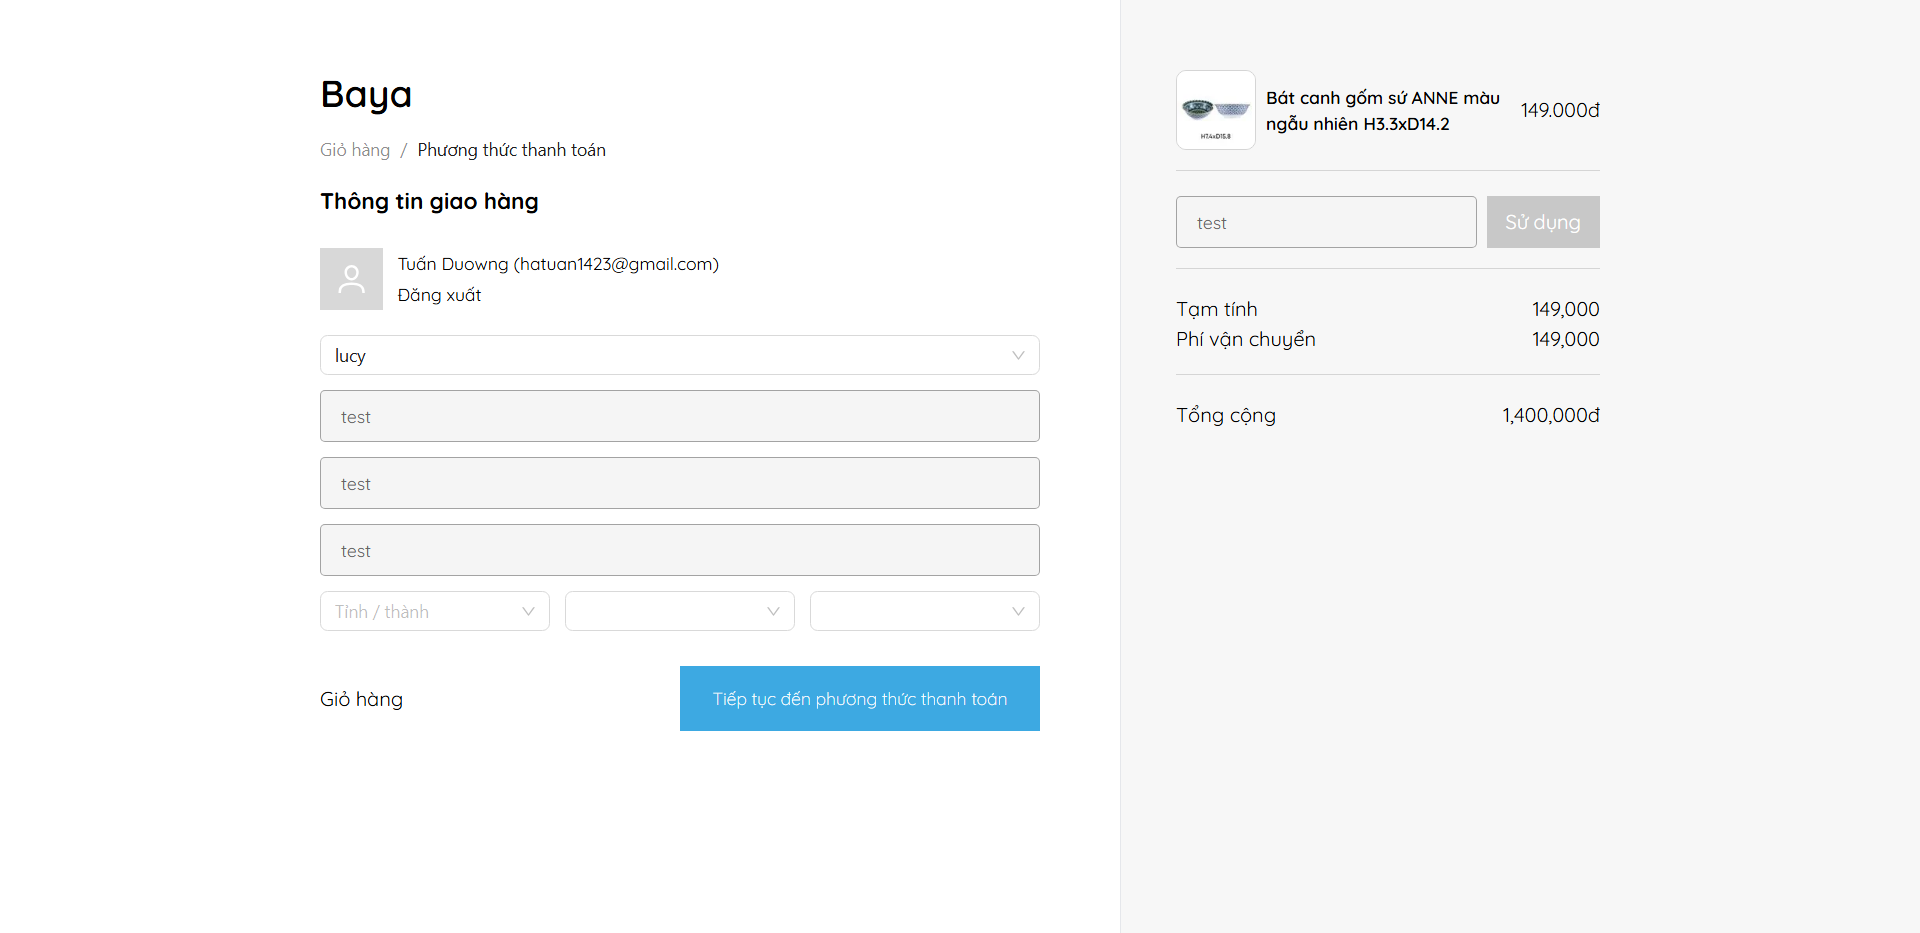 Baya
Giỏ hàng / Phương thức thanh toán
Thông tin giao hàng
Tuấn Duowng (hatuan1423@gmail.com)
Đăng xuất
lucy
test
test
test
Tỉnh / thành
Giỏ hàng
Tiếp tục đến phương thức thanh toán
H7.4xD15.8
Bát canh gốm sứ ANNE màu
ngẫu nhiên H3.3xD14.2
149.000đ
test
Sử dụng
Tạm tính 149,000
Phí vận chuyển 149,000
Tổng cộng 1,400,000đ